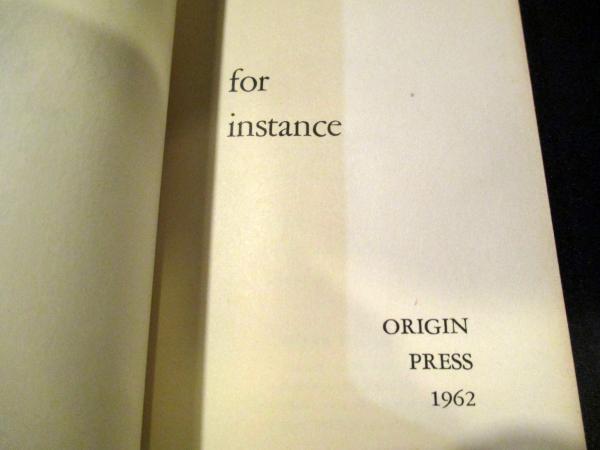 for
instance
ORIGIN
PRESS
1962